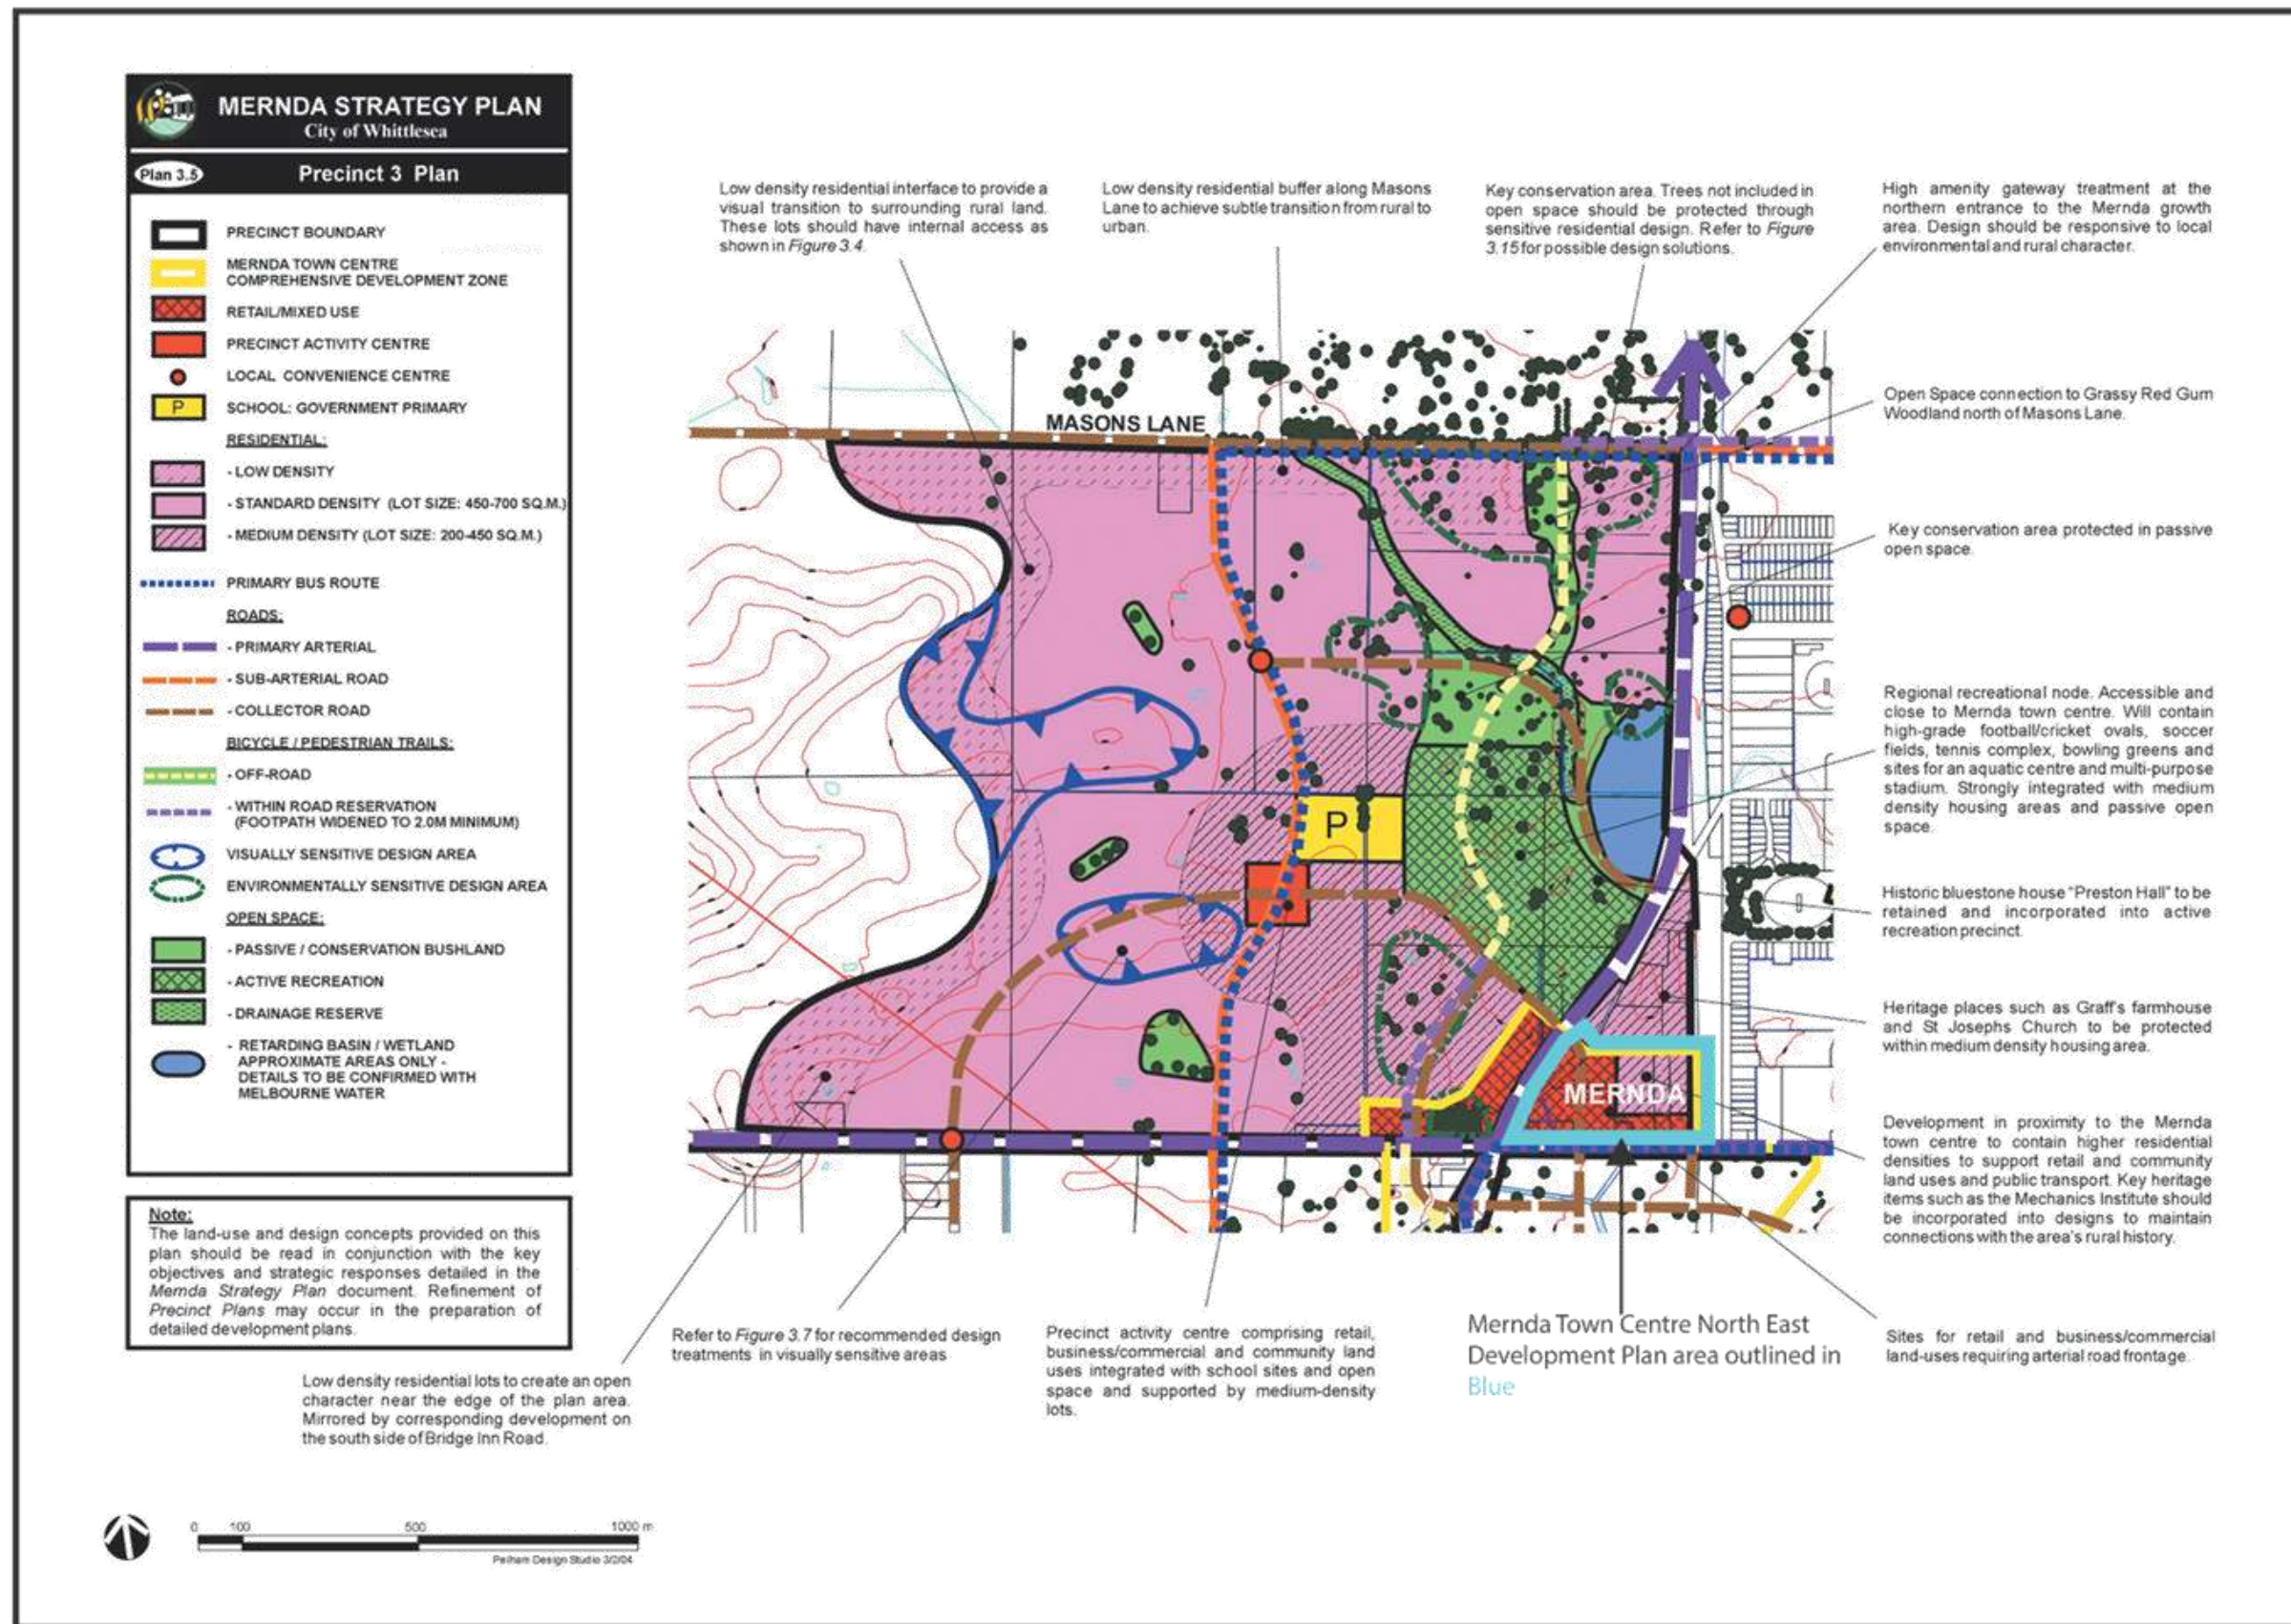 MERNDA STRATEGY PLAN
City of Whittlesea
Plan 3.5
Precinct 3 Plan
PRECINCT BOUNDARY
MERNDA TOWN CENTRE
COMPREHENSIVE DEVELOPMENT ZONE
RETAIL/MIXED USE
PRECINCT ACTIVITY CENTRE
LOCAL CONVENIENCE CENTRE
P
SCHOOL: GOVERNMENT PRIMARY
RESIDENTIAL:
- LOW DENSITY
- STANDARD DENSITY (LOT SIZE: 450-700 SQ.M.)
- MEDIUM DENSITY (LOT SIZE: 200-450 SQ.M.)
PRIMARY BUS ROUTE
ROADS:
- PRIMARY ARTERIAL
- SUB-ARTERIAL ROAD
- COLLECTOR ROAD
BICYCLE / PEDESTRIAN TRAILS:
- OFF-ROAD
- WITHIN ROAD RESERVATION
(FOOTPATH WIDENED TO 2.0M MINIMUM)
VISUALLY SENSITIVE DESIGN AREA
ENVIRONMENTALLY SENSITIVE DESIGN AREA
OPEN SPACE:
- PASSIVE / CONSERVATION BUSHLAND
- ACTIVE RECREATION
- DRAINAGE RESERVE
- RETARDING BASIN / WETLAND
APPROXIMATE AREAS ONLY -
DETAILS TO BE CONFIRMED WITH
MELBOURNE WATER
Note:
The land-use and design concepts provided on this
plan should be read in conjunction with the key
objectives and strategic responses detailed in the
Mernda Strategy Plan document. Refinement of
Precinct Plans may occur in the preparation of
detailed development plans.
Low density residential interface to provide a
visual transition to surrounding rural land.
These lots should have internal access as
shown in Figure 3.4.
Low density residential buffer along Masons
Lane to achieve subtle transition from rural to
urban.
Key conservation area. Trees not included in
open space should be protected through
sensitive residential design. Refer to Figure
3.15 for possible design solutions.
High amenity gateway treatment at the
northern entrance to the Mernda growth
area. Design should be responsive to local
environmental and rural character.
Open Space connection to Grassy Red Gum
Woodland north of Masons Lane.
Key conservation area protected in passive
open space.
Regional recreational node. Accessible and
close to Mernda town centre. Will contain
high-grade football/cricket ovals, soccer
fields, tennis complex, bowling greens and
sites for an aquatic centre and multi-purpose
stadium. Strongly integrated with medium
density housing areas and passive open
space.
Historic bluestone house "Preston Hall" to be
retained and incorporated into active
recreation precinct.
Heritage places such as Graff's farmhouse
and St Josephs Church to be protected
within medium density housing area.
Development in proximity to the Mernda
town centre to contain higher residential
densities to support retail and community
land uses and public transport. Key heritage
items such as the Mechanics Institute should
be incorporated into designs to maintain
connections with the area's rural history.
Sites for retail and business/commercial
land-uses requiring arterial road frontage.
MASONS LANE
P
MERNDA
Mernda Town Centre North East
Development Plan area outlined in
Blue
Precinct activity centre comprising retail,
business/commercial and community land
uses integrated with school sites and open
space and supported by medium-density
lots.
Refer to Figure 3.7 for recommended design
treatments in visually sensitive areas
Low density residential lots to create an open
character near the edge of the plan area.
Mirrored by corresponding development on
the south side of Bridge Inn Road.
0 100 500 1000 m
Pelham Design Studio 3/2/04